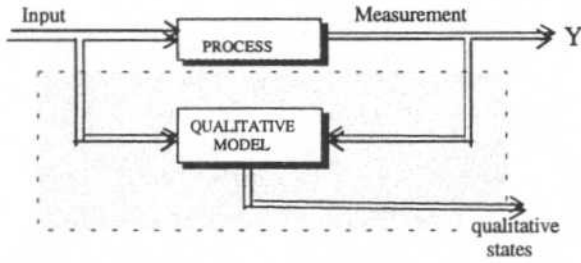 Input
Measurement
PROCESS
Y
QUALITATIVE
MODEL
qualitative
states